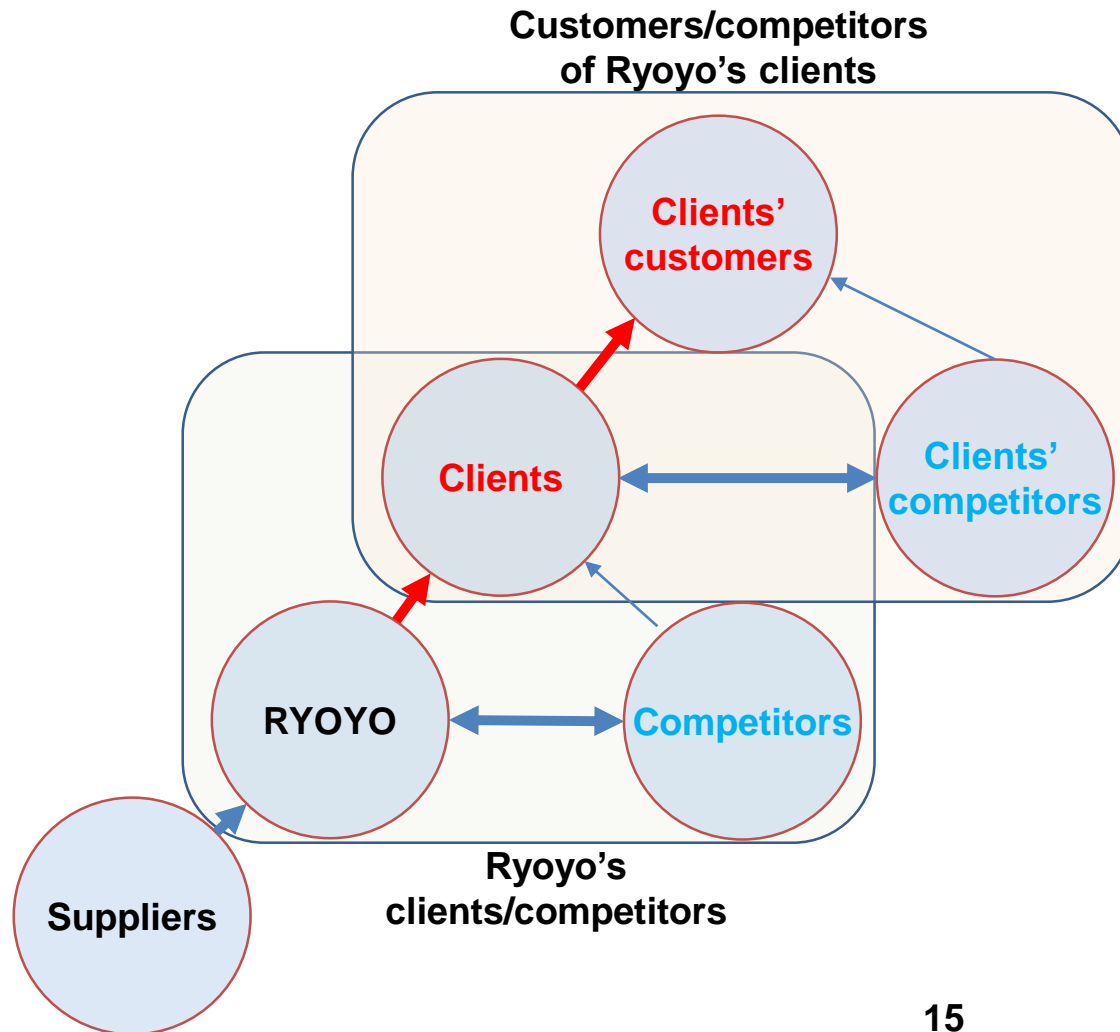 Customers/competitors
of Ryoyo’s clients
Clients’
customers
Clients
Clients’
competitors
RYOYO
Competitors
Ryoyo’s
clients/competitors
Suppliers
15